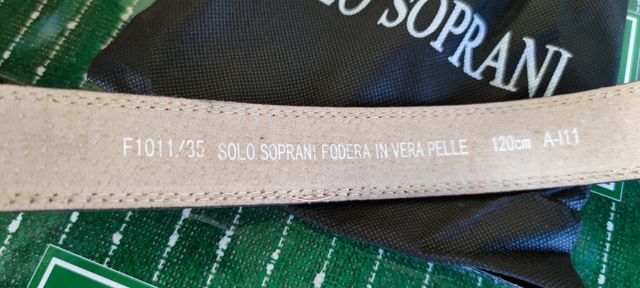 LO SOPRANI
F1011/35 SOLO SOPRANI FODERA IN VERA PELLE 120cm A-I11